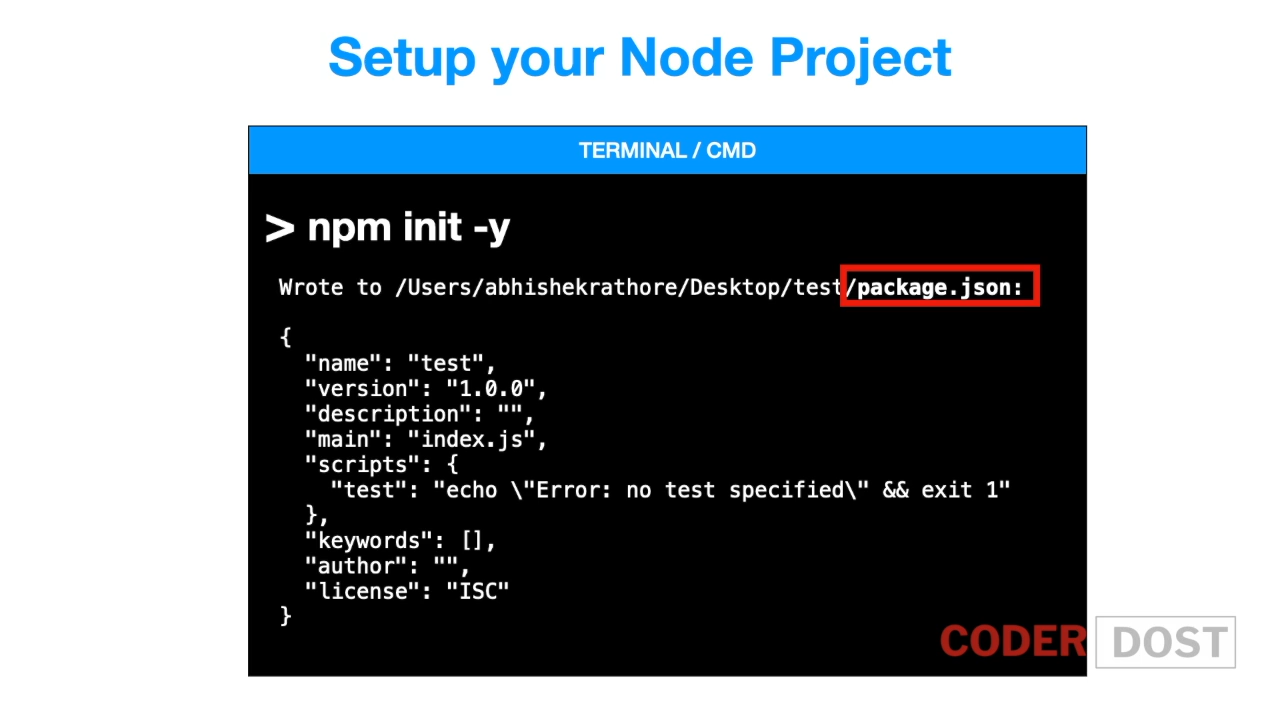 Setup your Node Project
TERMINAL / CMD
> npm init -y
Wrote to /Users/abhishekrathore/Desktop/test/package.json:
{
  "name": "test",
  "version": "1.0.0",
  "description": "",
  "main": "index.js",
  "scripts": {
    "test": "echo \"Error: no test specified\" && exit 1"
  },
  "keywords": [],
  "author": "",
  "license": "ISC"
}
CODER DOST